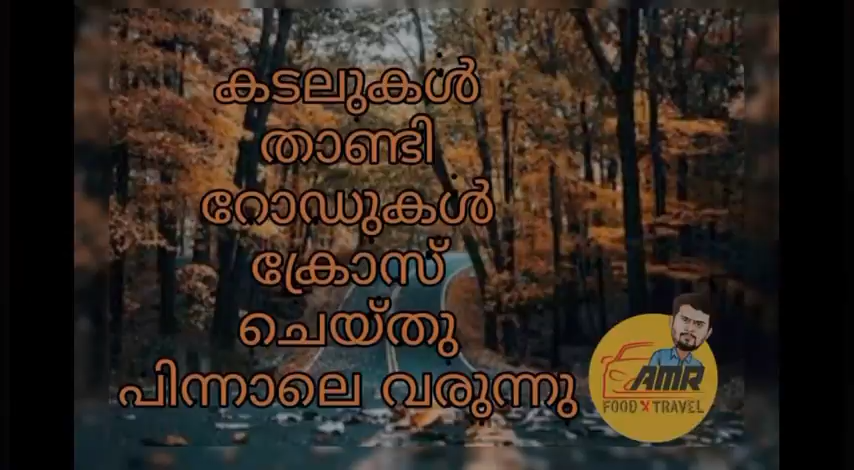 കടലുകൾ
താണ്ടി
റോഡുകൾ
ക്രോസ്
ചെയ്തു
പിന്നാലെ വരുന്നു
AMR
FOOD X TRAVEL